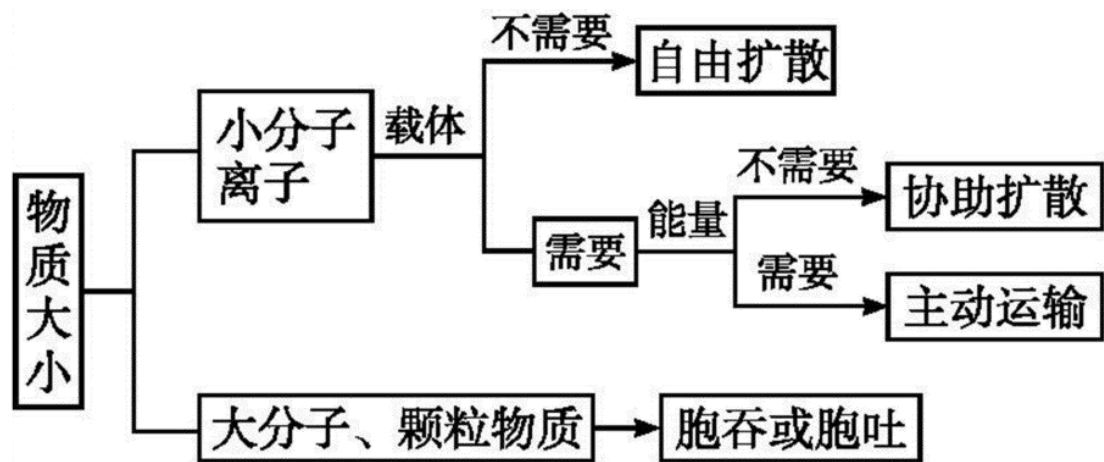 物质大小
小分子
离子
载体
不需要
自由扩散
需要
能量
不需要
协助扩散
需要
主动运输
大分子、颗粒物质
胞吞或胞吐